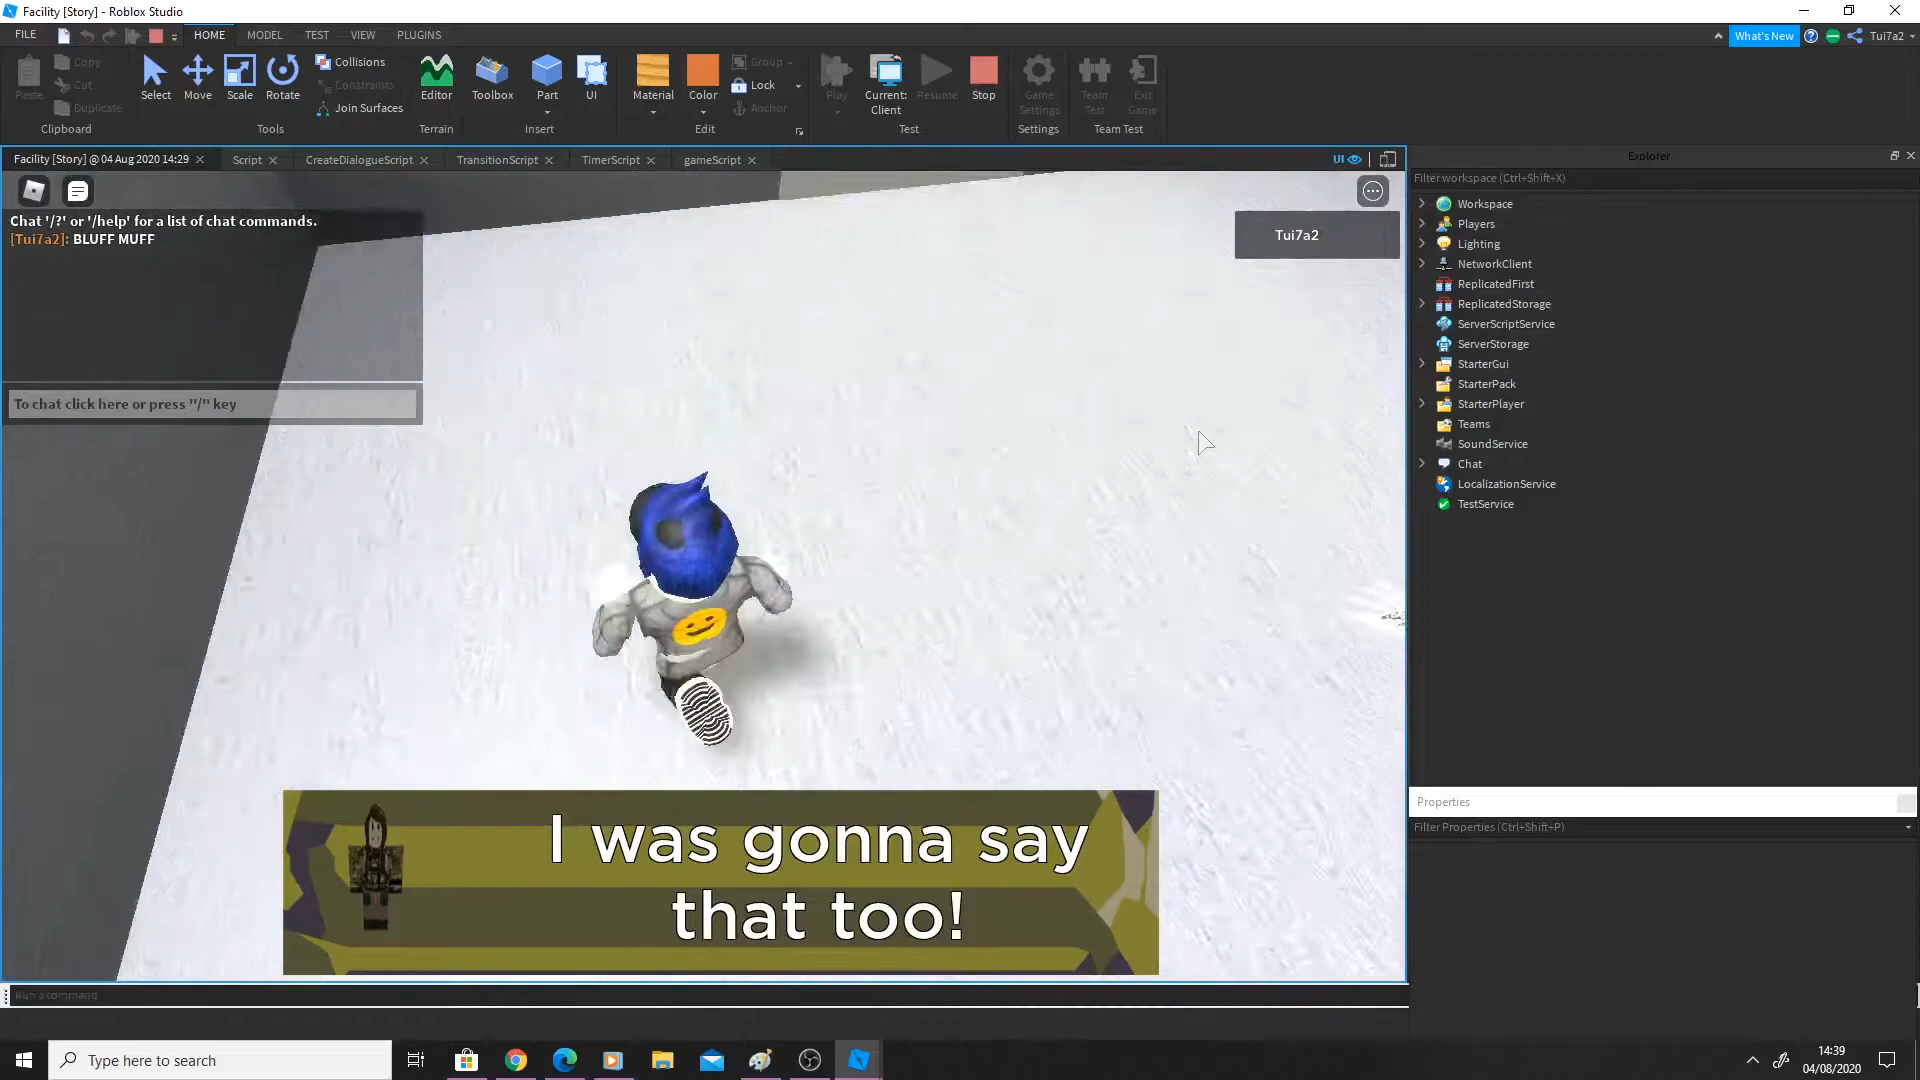 Facility [Story] - Roblox Studio
FILE HOME MODEL TEST VIEW PLUGINS What's New Tui7a2
Paste Copy Cut Duplicate Clipboard
Select Move Scale Rotate Collisions Constraints Join Surfaces Tools
Editor Terrain
Toolbox Part UI Insert
Material Color Group Lock Anchor Edit
Play Current: Client Resume Stop Test
Game Settings Settings
Team Test Exit Game Team Test
Facility [Story] @ 04 Aug 2020 14:29 Script CreateDialogueScript TransitionScript TimerScript gameScript UI
Chat '/?' or '/help' for a list of chat commands.
[Tui7a2]: BLUFF MUFF
To chat click here or press "/" key
Tui7a2
I was gonna say
that too!
Run a command
Explorer
Filter workspace (Ctrl+Shift+X)
Workspace
Players
Lighting
NetworkClient
ReplicatedFirst
ReplicatedStorage
ServerScriptService
ServerStorage
StarterGui
StarterPack
StarterPlayer
Teams
SoundService
Chat
LocalizationService
TestService
Properties
Filter Properties (Ctrl+Shift+P)
Type here to search
14:39
04/08/2020